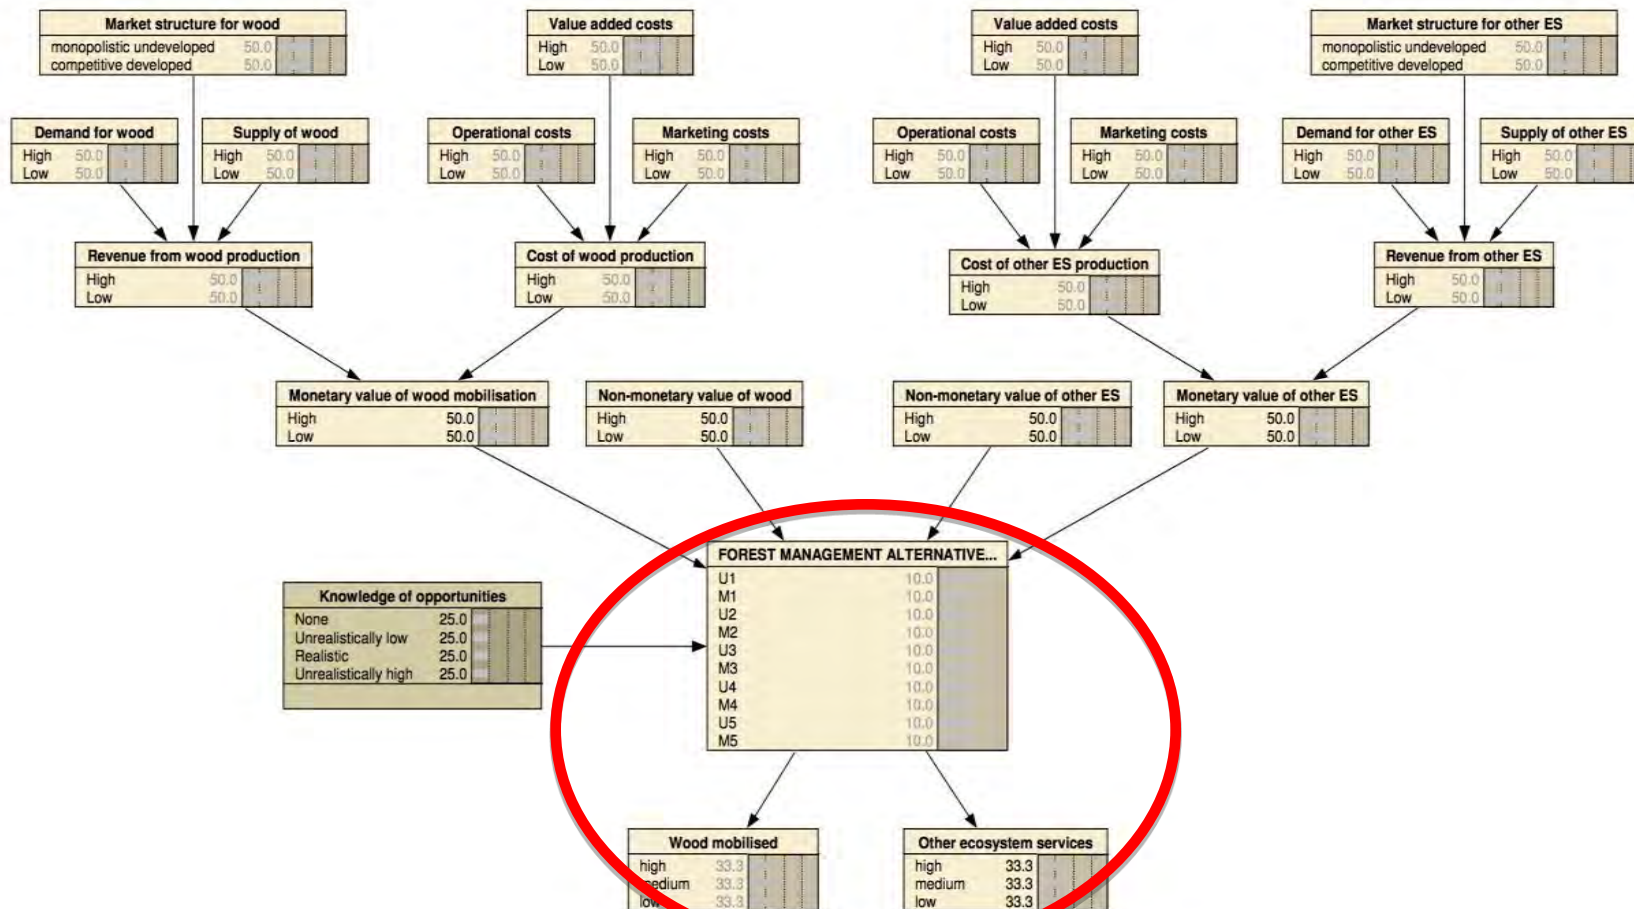 Market structure for wood
monopolistic undeveloped 50.0
competitive developed 50.0
Value added costs
High 50.0
Low 50.0
Value added costs
High 50.0
Low 50.0
Market structure for other ES
monopolistic undeveloped 50.0
competitive developed 50.0
Demand for wood
High 50.0
Low 50.0
Supply of wood
High 50.0
Low 50.0
Operational costs
High 50.0
Low 50.0
Marketing costs
High 50.0
Low 50.0
Operational costs
High 50.0
Low 50.0
Marketing costs
High 50.0
Low 50.0
Demand for other ES
High 50.0
Low 50.0
Supply of other ES
High 50.0
Low 50.0
Revenue from wood production
High 50.0
Low 50.0
Cost of wood production
High 50.0
Low 50.0
Cost of other ES production
High 50.0
Low 50.0
Revenue from other ES
High 50.0
Low 50.0
Monetary value of wood mobilisation
High 50.0
Low 50.0
Non-monetary value of wood
High 50.0
Low 50.0
Non-monetary value of other ES
High 50.0
Low 50.0
Monetary value of other ES
High 50.0
Low 50.0
FOREST MANAGEMENT ALTERNATIVE...
U1 10.0
M1 10.0
U2 10.0
M2 10.0
U3 10.0
M3 10.0
U4 10.0
M4 10.0
U5 10.0
M5 10.0
Knowledge of opportunities
None 25.0
Unrealistically low 25.0
Realistic 25.0
Unrealistically high 25.0
Wood mobilised
high 33.3
medium 33.3
low 33.3
Other ecosystem services
high 33.3
medium 33.3
low 33.3